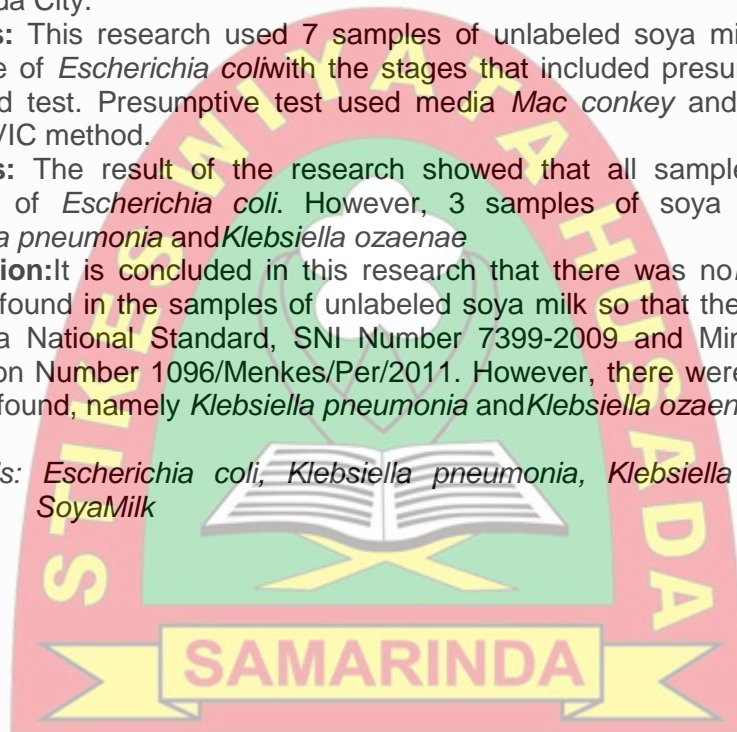 da City.
s: This research used 7 samples of unlabeled soya mi
e of Escherichia coliwith the stages that included presu
d test. Presumptive test used media Mac conkey and
VIC method.
s: The result of the research showed that all sample
of Escherichia coli. However, 3 samples of soya
a pneumonia andKlebsiella ozaenae
ion:It is concluded in this research that there was no
found in the samples of unlabeled soya milk so that the
a National Standard, SNI Number 7399-2009 and Min
on Number 1096/Menkes/Per/2011. However, there were
found, namely Klebsiella pneumonia andKlebsiella ozaen
ds: Escherichia coli, Klebsiella pneumonia, Klebsiella
SoyaMilk
STIKES WIYATA HUSADA
SAMARINDA